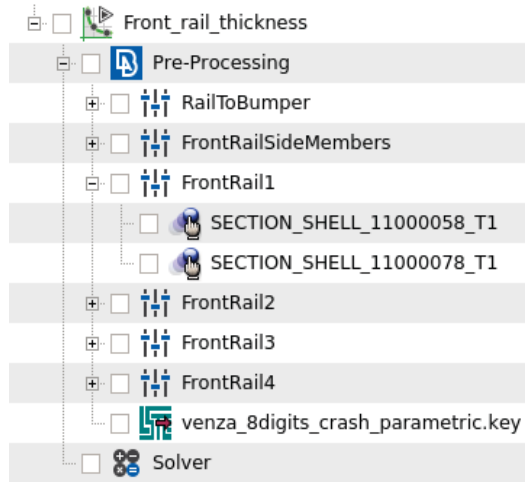 Front_rail_thickness
Pre-Processing
RailToBumper
FrontRailSideMembers
FrontRail1
SECTION_SHELL_11000058_T1
SECTION_SHELL_11000078_T1
FrontRail2
FrontRail3
FrontRail4
venza_8digits_crash_parametric.key
Solver